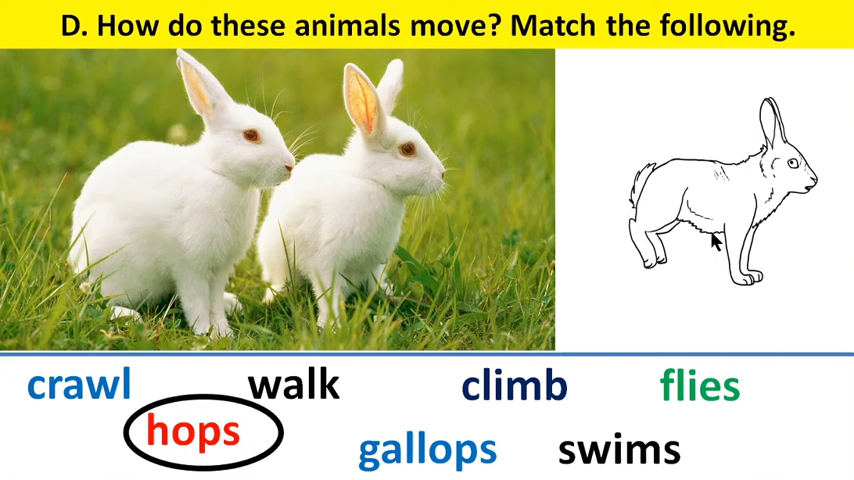 D. How do these animals move? Match the following.
crawl walk climb flies
hops gallops swims